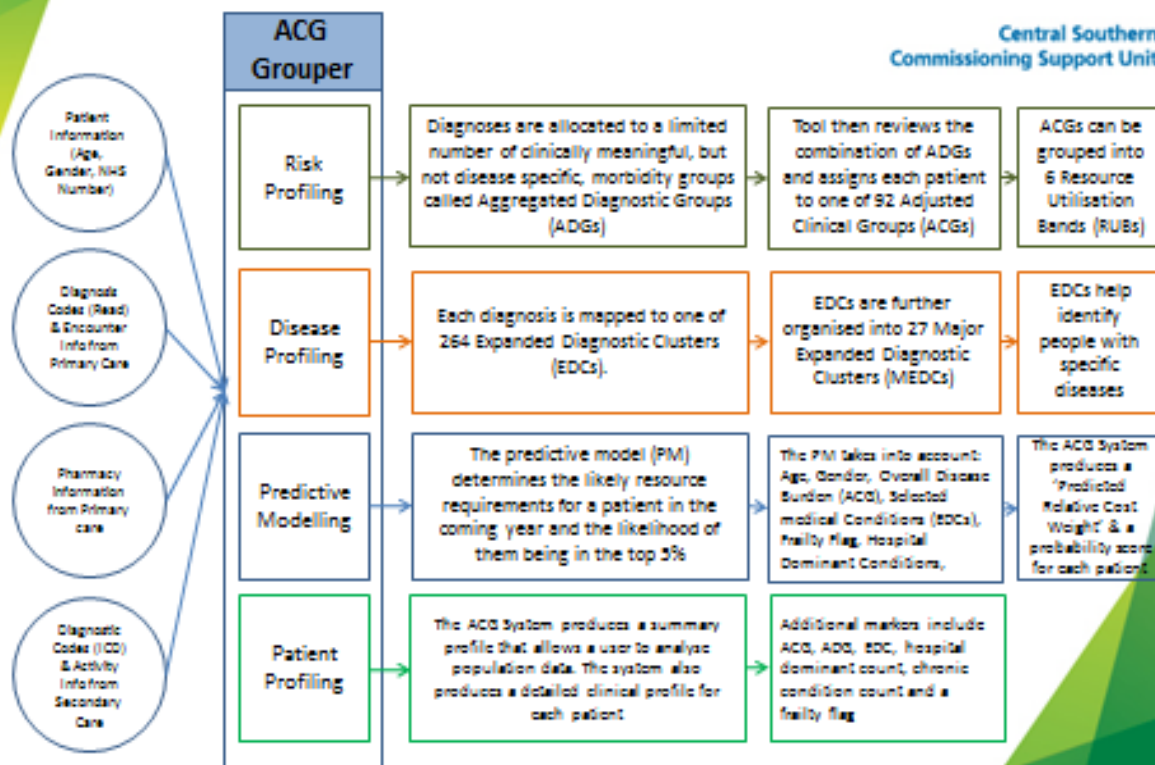 ACG
Grouper
Central Southern
Commissioning Support Unit
Patient
Information
(Age,
Gender, NHS
Number)
Diagnosis
Codes (Read)
& Encounter
Info from
Primary Care
Pharmacy
Information
from Primary care
Diagnostic
Codes (ICD)
& Activity
Info from
Secondary
Care
Risk
Profiling
Diagnoses are allocated to a limited
number of clinically meaningful, but
not disease specific, morbidity groups
called Aggregated Diagnostic Groups
(ADGs)
Tool then reviews the
combination of ADGs
and assigns each patient
to one of 92 Adjusted
Clinical Groups (ACGs)
ACGs can be
grouped into
6 Resource
Utilisation
Bands (RUBs)
Disease
Profiling
Each diagnosis is mapped to one of
264 Expanded Diagnostic Clusters
(EDCs).
EDCs are further
organised into 27 Major
Expanded Diagnostic
Clusters (MEDCs)
EDCs help
identify
people with
specific
diseases
Predictive
Modelling
The predictive model (PM)
determines the likely resource
requirements for a patient in the
coming year and the likelihood of
them being in the top 5%
The PM takes into account:
Age, Gender, Overall Disease
Burden (ACG), Selected
medical Conditions (EDCs),
Frailty Flag, Hospital
Dominant Conditions,
The ACG System
produces a
'Predicted
Relative Cost
Weight' & a
probability score
for each patient
Patient
Profiling
The ACG System produces a summary
profile that allows a user to analyse
population data. The system also
produces a detailed clinical profile for
each patient
Additional markers include
ACG, ADG, EDC, hospital
dominant count, chronic
condition count and a
frailty flag